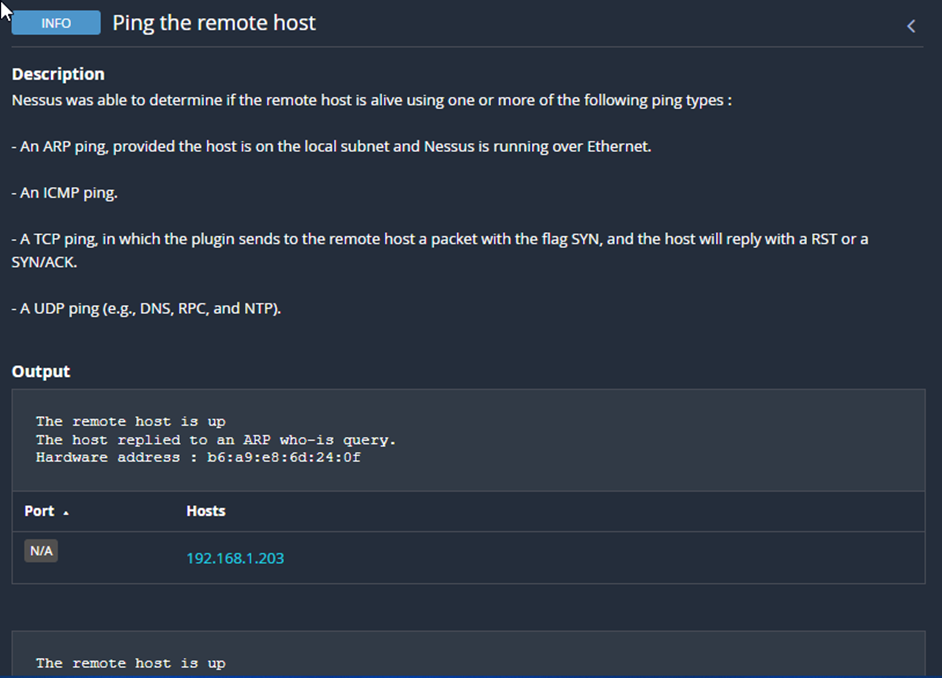 INFO Ping the remote host
Description
Nessus was able to determine if the remote host is alive using one or more of the following ping types :
- An ARP ping, provided the host is on the local subnet and Nessus is running over Ethernet.
- An ICMP ping.
- A TCP ping, in which the plugin sends to the remote host a packet with the flag SYN, and the host will reply with a RST or a
SYN/ACK.
- A UDP ping (e.g., DNS, RPC, and NTP).
Output
The remote host is up
The host replied to an ARP who-is query.
Hardware address : b6:a9:e8:6d:24:0f
Port Hosts
N/A 192.168.1.203
The remote host is up